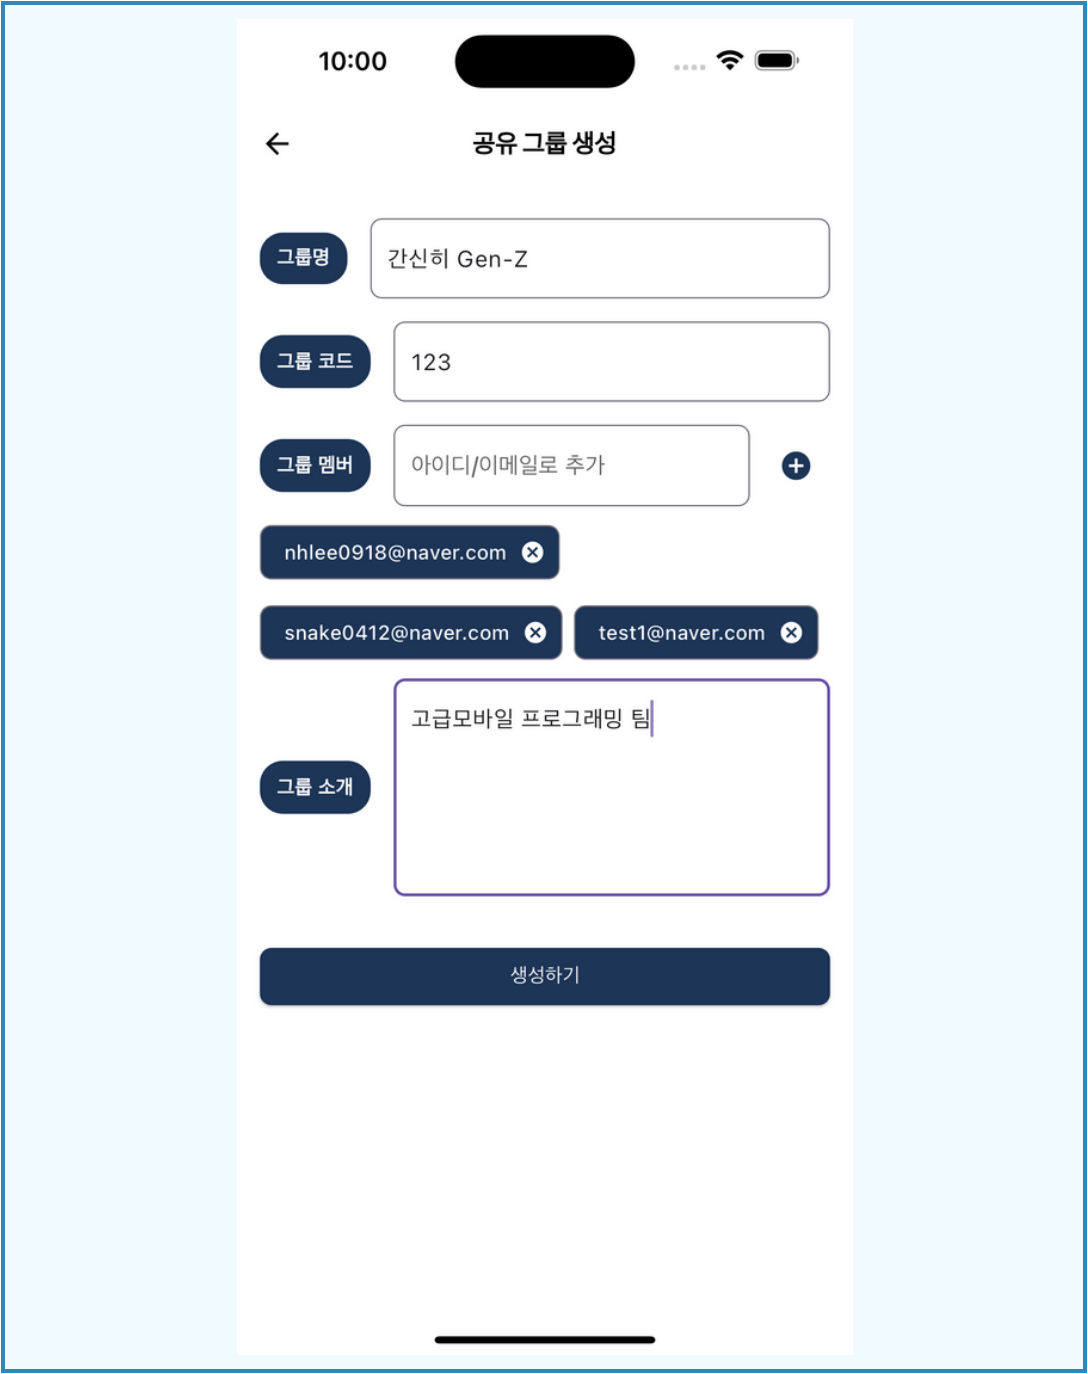 10:00
공유 그룹 생성
그룹명
간신히 Gen-Z
그룹 코드
123
그룹 멤버
아이디/이메일로 추가
nhlee0918@naver.com
snake0412@naver.com test1@naver.com
고급모바일 프로그래밍 팀
그룹 소개
생성하기